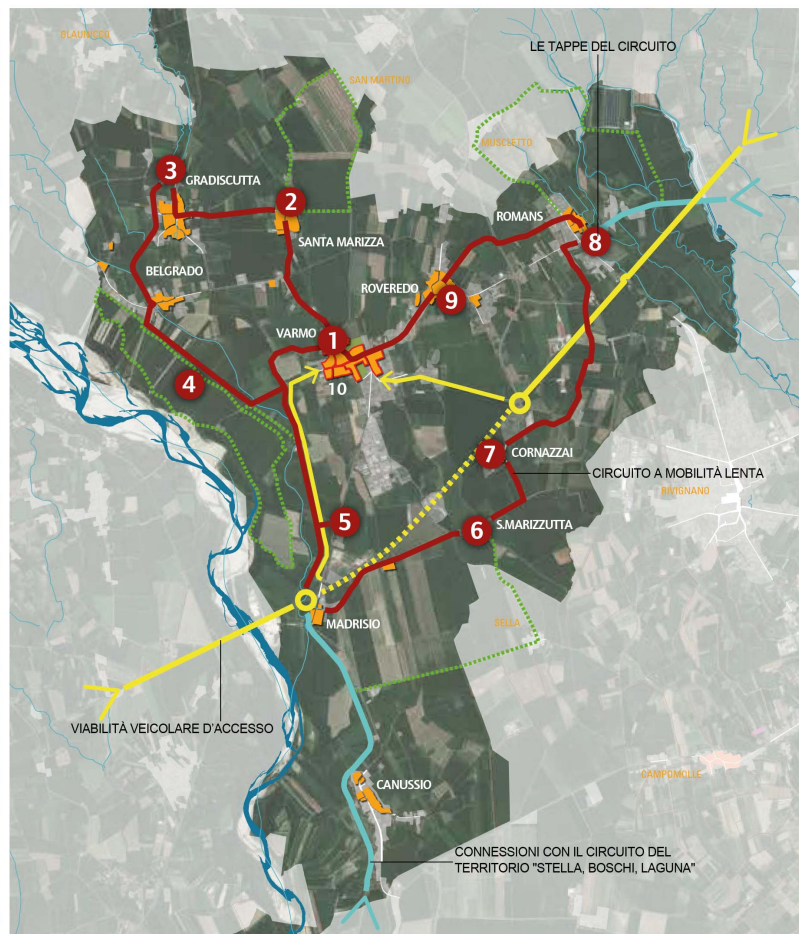 BLAUZZO
LE TAPPE DEL CIRCUITO
SAN MARTINO
MUSCLETTO
3
GRADISCUTTA
2
ROMANS
SANTA MARIZZA
8
BELGRADO
ROVEREDO
9
VARMO
1
4
10
7
CORNAZZAI
CIRCUITO A MOBILITÀ LENTA
RIVIGNANO
5
6
S.MARIZZUTTA
MADRISIO
SELLA
VIABILITÀ VEICOLARE D'ACCESSO
CAMPOMOLLE
CANUSSIO
CONNESSIONI CON IL CIRCUITO DEL
TERRITORIO "STELLA, BOSCHI, LAGUNA"